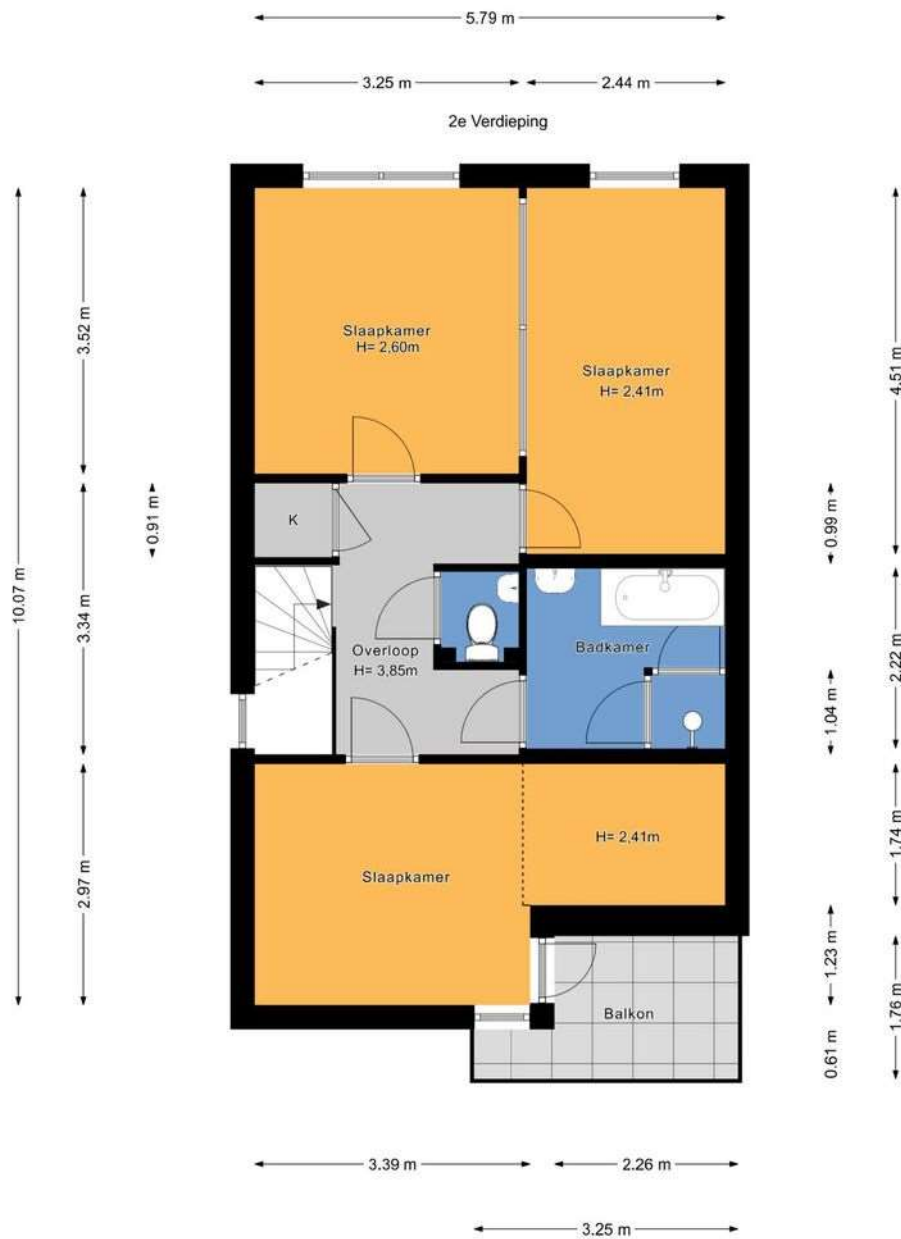 5.79 m
3.25 m
2.44 m
2e Verdieping
Slaapkamer
H= 2,60m
Slaapkamer
H= 2,41m
K
Overloop
H= 3,85m
Badkamer
Slaapkamer
H= 2,41m
Balkon
10.07 m
3.52 m
0.91 m
3.34 m
2.97 m
4.51 m
0.99 m
2.22 m
1.04 m
1.74 m
1.23 m
1.76 m
0.61 m
3.39 m
2.26 m
3.25 m